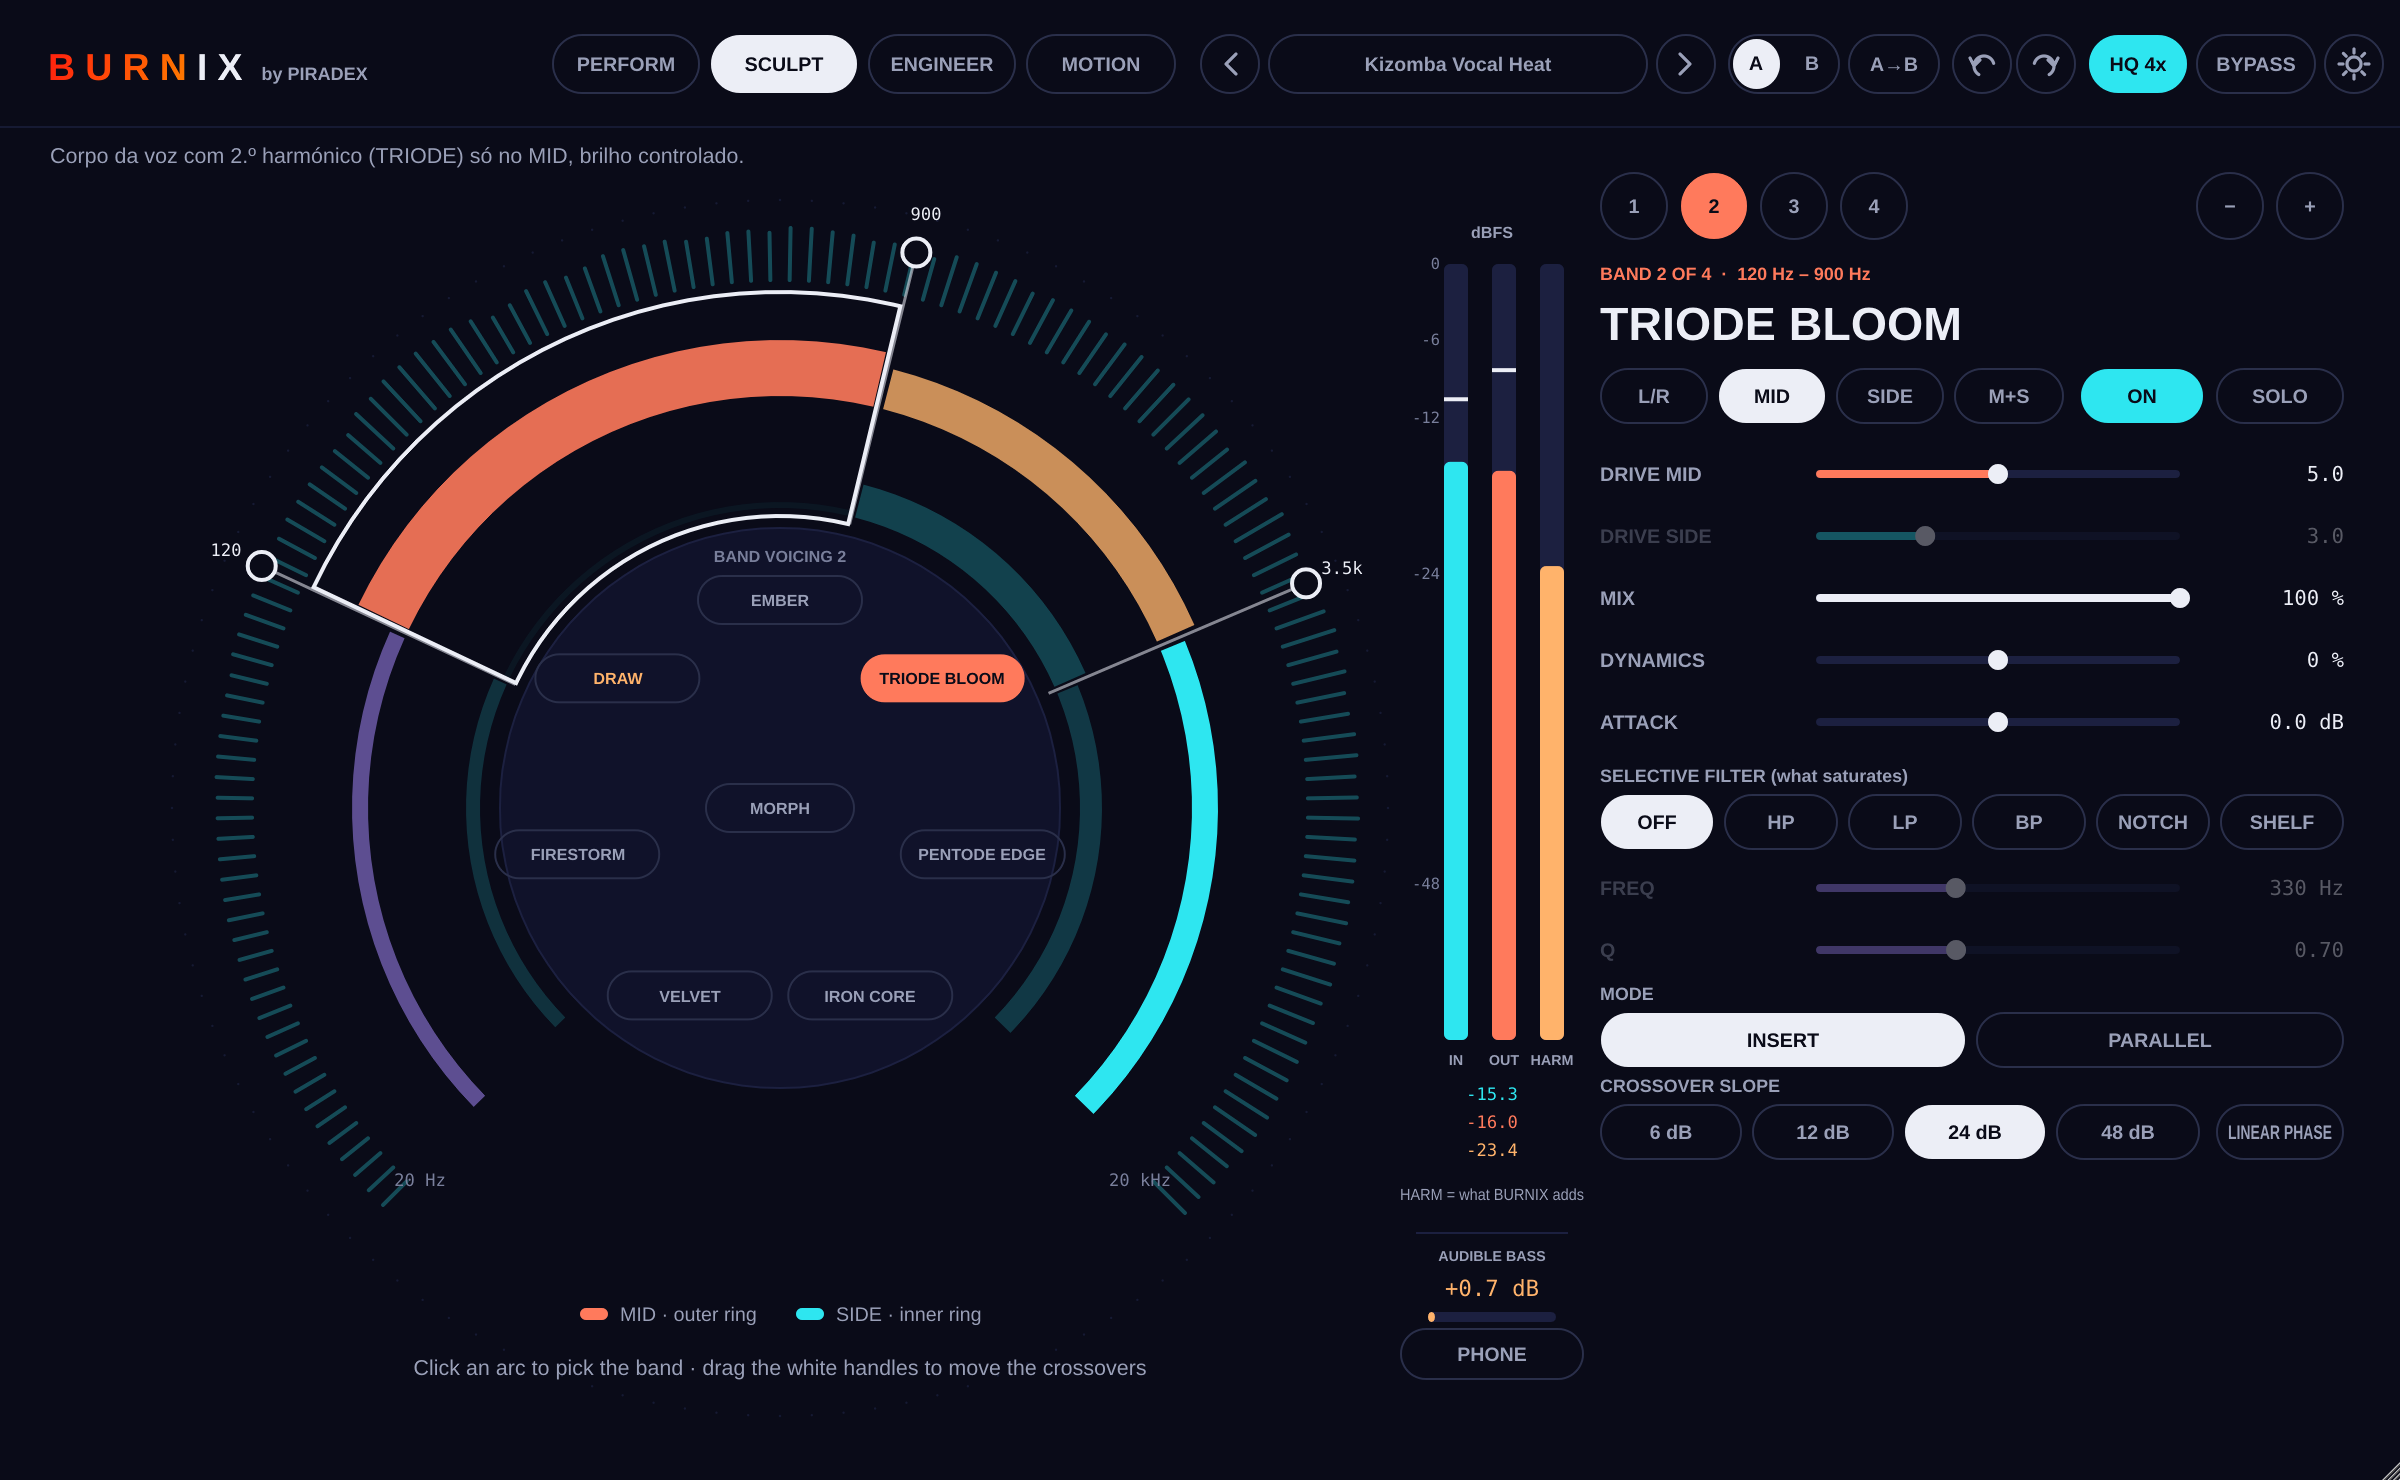 BURNIX by PIRADEX
PERFORM SCULPT ENGINEER MOTION Kizomba Vocal Heat A B A→B HQ 4x BYPASS
Corpo da voz com 2.º harmónico (TRIODE) só no MID, brilho controlado.
900
120
3.5k
BAND VOICING 2
EMBER
DRAW TRIODE BLOOM
MORPH
FIRESTORM PENTODE EDGE
VELVET IRON CORE
20 Hz 20 kHz
MID · outer ring SIDE · inner ring
Click an arc to pick the band · drag the white handles to move the crossovers
dBFS
0
-6
-12
-24
-48
IN OUT HARM
-15.3
-16.0
-23.4
HARM = what BURNIX adds
AUDIBLE BASS
+0.7 dB
PHONE
1 2 3 4 − +
BAND 2 OF 4 · 120 Hz – 900 Hz
TRIODE BLOOM
L/R MID SIDE M+S ON SOLO
DRIVE MID 5.0
DRIVE SIDE 3.0
MIX 100 %
DYNAMICS 0 %
ATTACK 0.0 dB
SELECTIVE FILTER (what saturates)
OFF HP LP BP NOTCH SHELF
FREQ 330 Hz
Q 0.70
MODE
INSERT PARALLEL
CROSSOVER SLOPE
6 dB 12 dB 24 dB 48 dB LINEAR PHASE